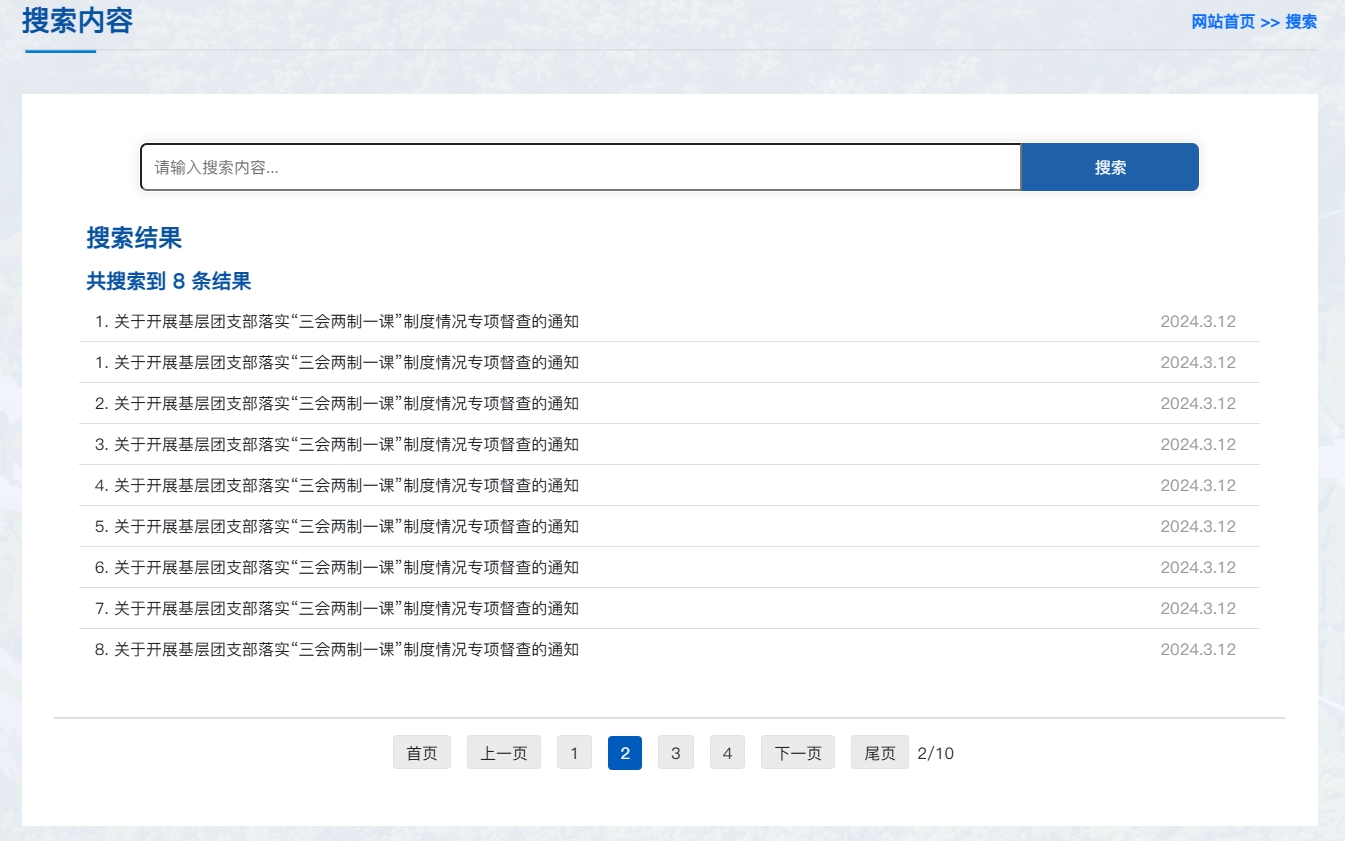 搜索内容
网站首页 >> 搜索
请输入搜索内容...
搜索
搜索结果
共搜索到 8 条结果
1. 关于开展基层团支部落实“三会两制一课”制度情况专项督查的通知 2024.3.12
1. 关于开展基层团支部落实“三会两制一课”制度情况专项督查的通知 2024.3.12
2. 关于开展基层团支部落实“三会两制一课”制度情况专项督查的通知 2024.3.12
3. 关于开展基层团支部落实“三会两制一课”制度情况专项督查的通知 2024.3.12
4. 关于开展基层团支部落实“三会两制一课”制度情况专项督查的通知 2024.3.12
5. 关于开展基层团支部落实“三会两制一课”制度情况专项督查的通知 2024.3.12
6. 关于开展基层团支部落实“三会两制一课”制度情况专项督查的通知 2024.3.12
7. 关于开展基层团支部落实“三会两制一课”制度情况专项督查的通知 2024.3.12
8. 关于开展基层团支部落实“三会两制一课”制度情况专项督查的通知 2024.3.12
首页 上一页 1 2 3 4 下一页 尾页 2/10